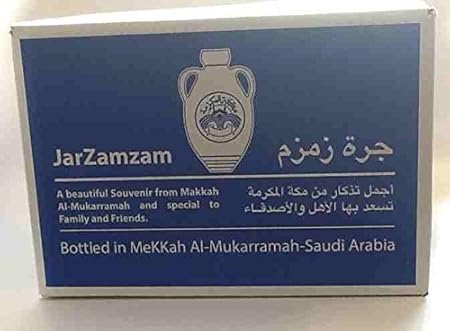 JarZamzam
جرة زمزم
A beautiful Souvenir from Makkah
Al-Mukarramah and special to
Family and Friends.
أجمل تذكار من مكة المكرمة
تسعد بها الأهل والأصدقاء
Bottled in MeKKah Al-Mukarramah-Saudi Arabia